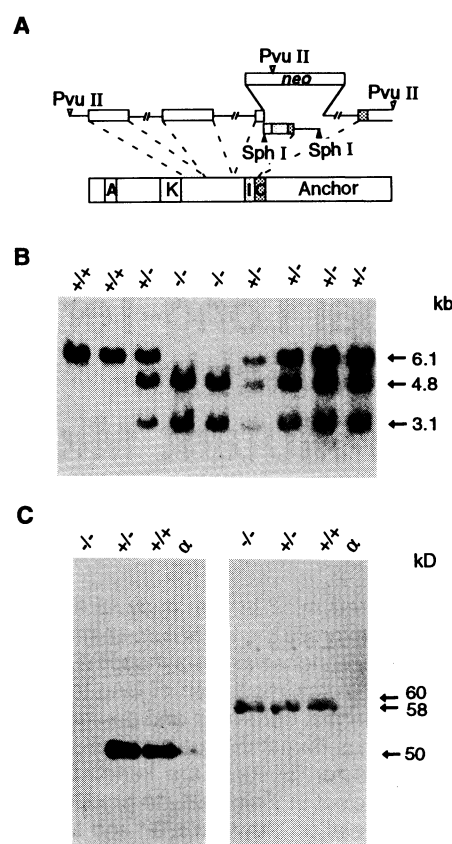 A
Pvu II
neo
Pvu II
Pvu II
Sph I
Sph I
A K I C Anchor
B
+/+ +/+ +/- -/- -/- +/- +/- +/- +/-
kb
6.1
4.8
3.1
C
-/- +/- +/+ α
-/- +/- +/+ α
kD
60
58
50